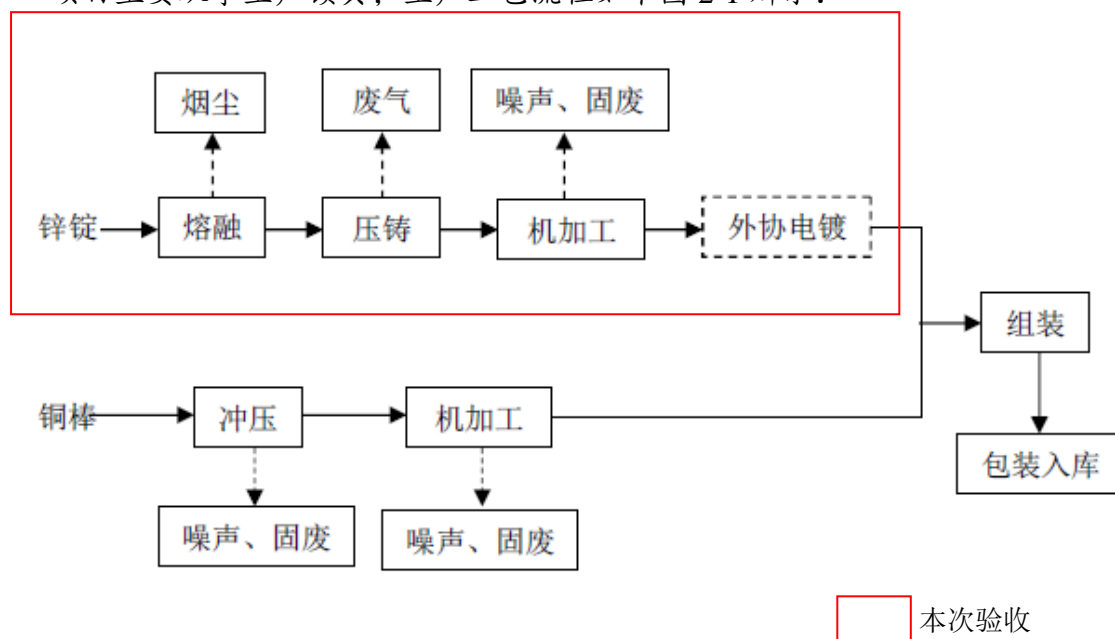 烟尘
废气
噪声、固废
锌锭
熔融
压铸
机加工
外协电镀
组装
铜棒
冲压
机加工
包装入库
噪声、固废
噪声、固废
本次验收